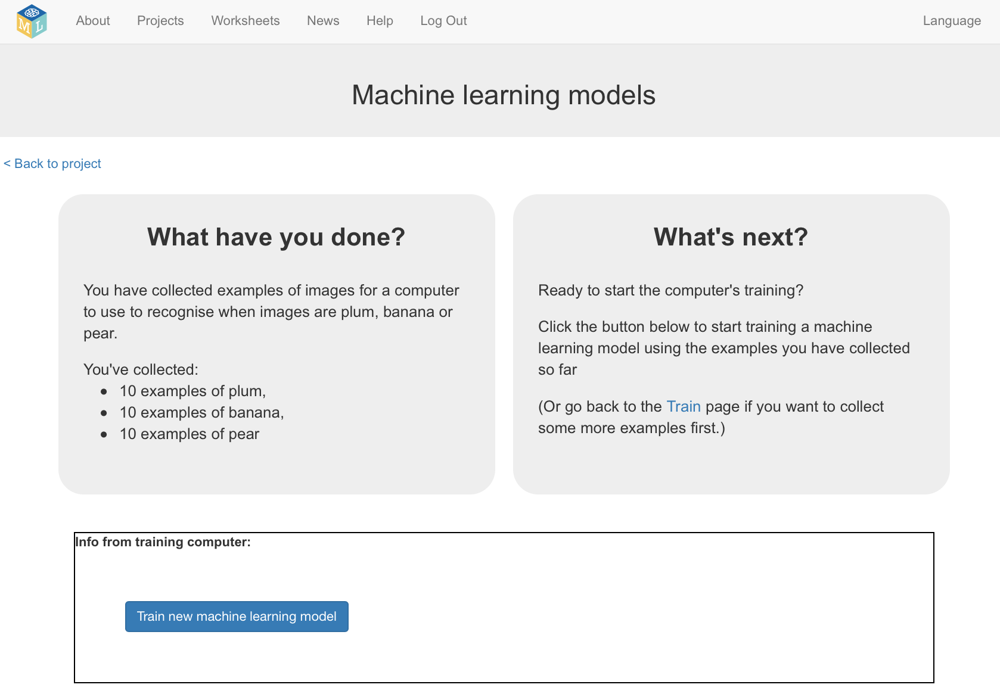 M L
About Projects Worksheets News Help Log Out Language
Machine learning models
< Back to project
What have you done?
You have collected examples of images for a computer
to use to recognise when images are plum, banana or
pear.
You've collected:
• 10 examples of plum,
• 10 examples of banana,
• 10 examples of pear
What's next?
Ready to start the computer's training?
Click the button below to start training a machine
learning model using the examples you have collected
so far
(Or go back to the Train page if you want to collect
some more examples first.)
Info from training computer:
Train new machine learning model